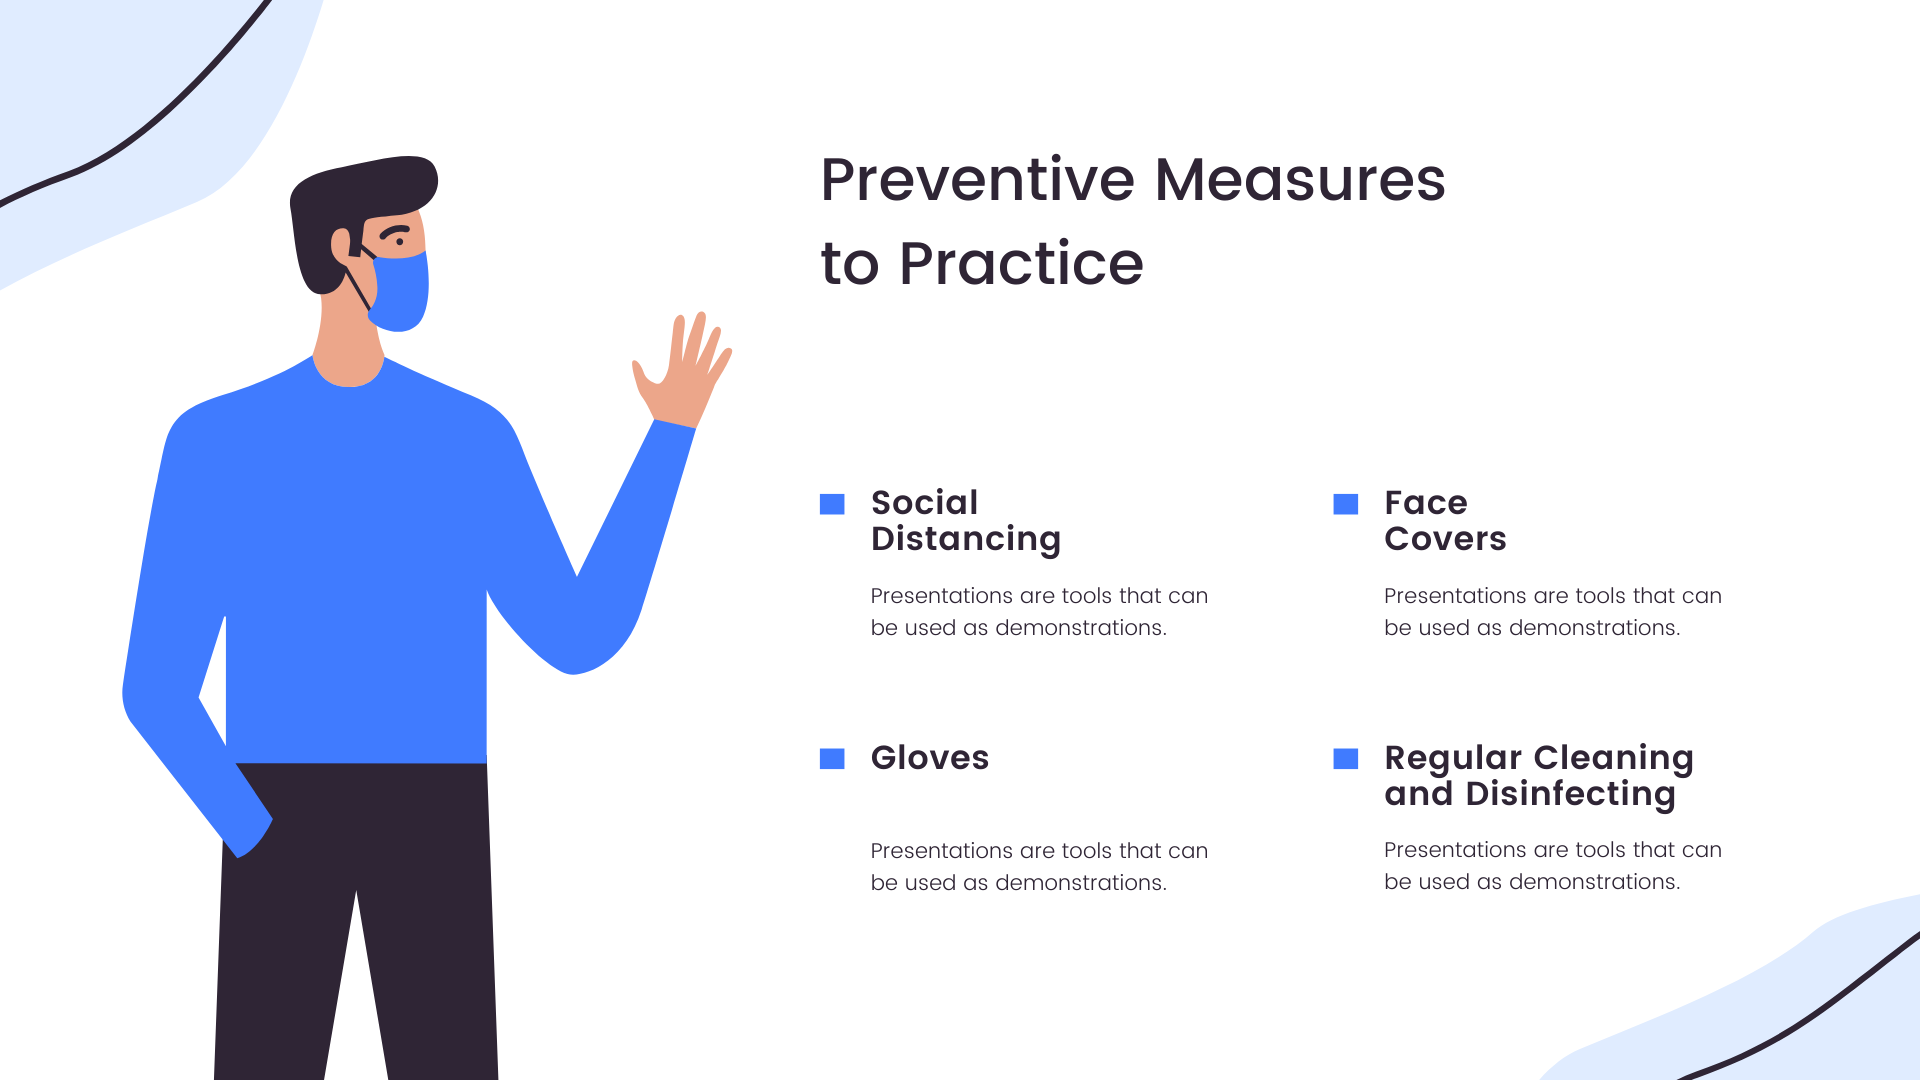 Preventive Measures
to Practice
Social
Distancing
Presentations are tools that can
be used as demonstrations.
Face
Covers
Presentations are tools that can
be used as demonstrations.
Gloves
Presentations are tools that can
be used as demonstrations.
Regular Cleaning
and Disinfecting
Presentations are tools that can
be used as demonstrations.